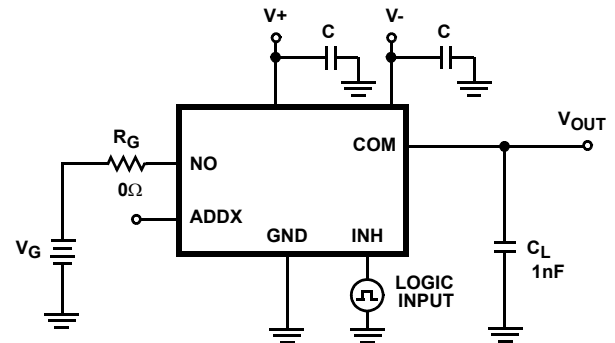 V+
C
V-
C
RG
0Ω
NO
COM
VOUT
ADDX
VG
GND
INH
LOGIC
INPUT
CL
1nF